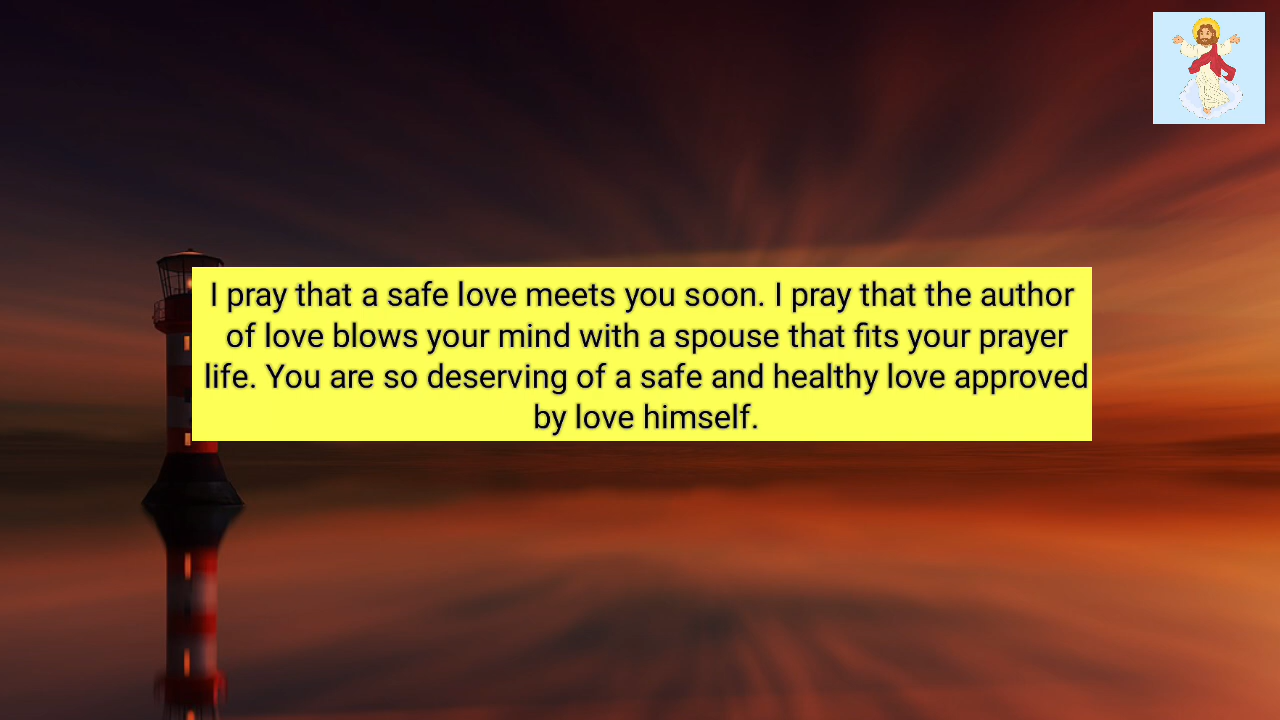 I pray that a safe love meets you soon. I pray that the author
of love blows your mind with a spouse that fits your prayer
life. You are so deserving of a safe and healthy love approved
by love himself.